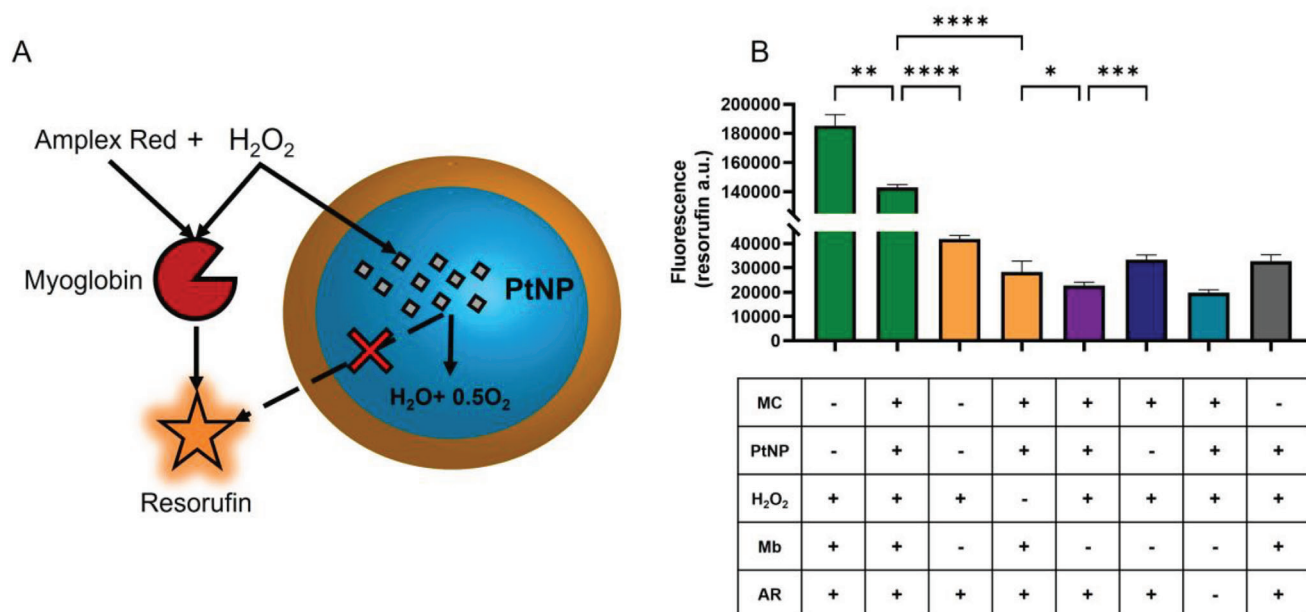 A
Amplex Red + H₂O₂
Myoglobin
PtNP
H₂O+ 0.5O₂
Resorufin
B
****
** **** * ***
Fluorescence
(resorufin a.u.)
200000
180000
160000
140000
40000
30000
20000
10000
0
MC - + - + + + + -
PtNP - + - + + - + +
H₂O₂ + + + - + + + +
Mb + + - + - - - +
AR + + + + + + - +